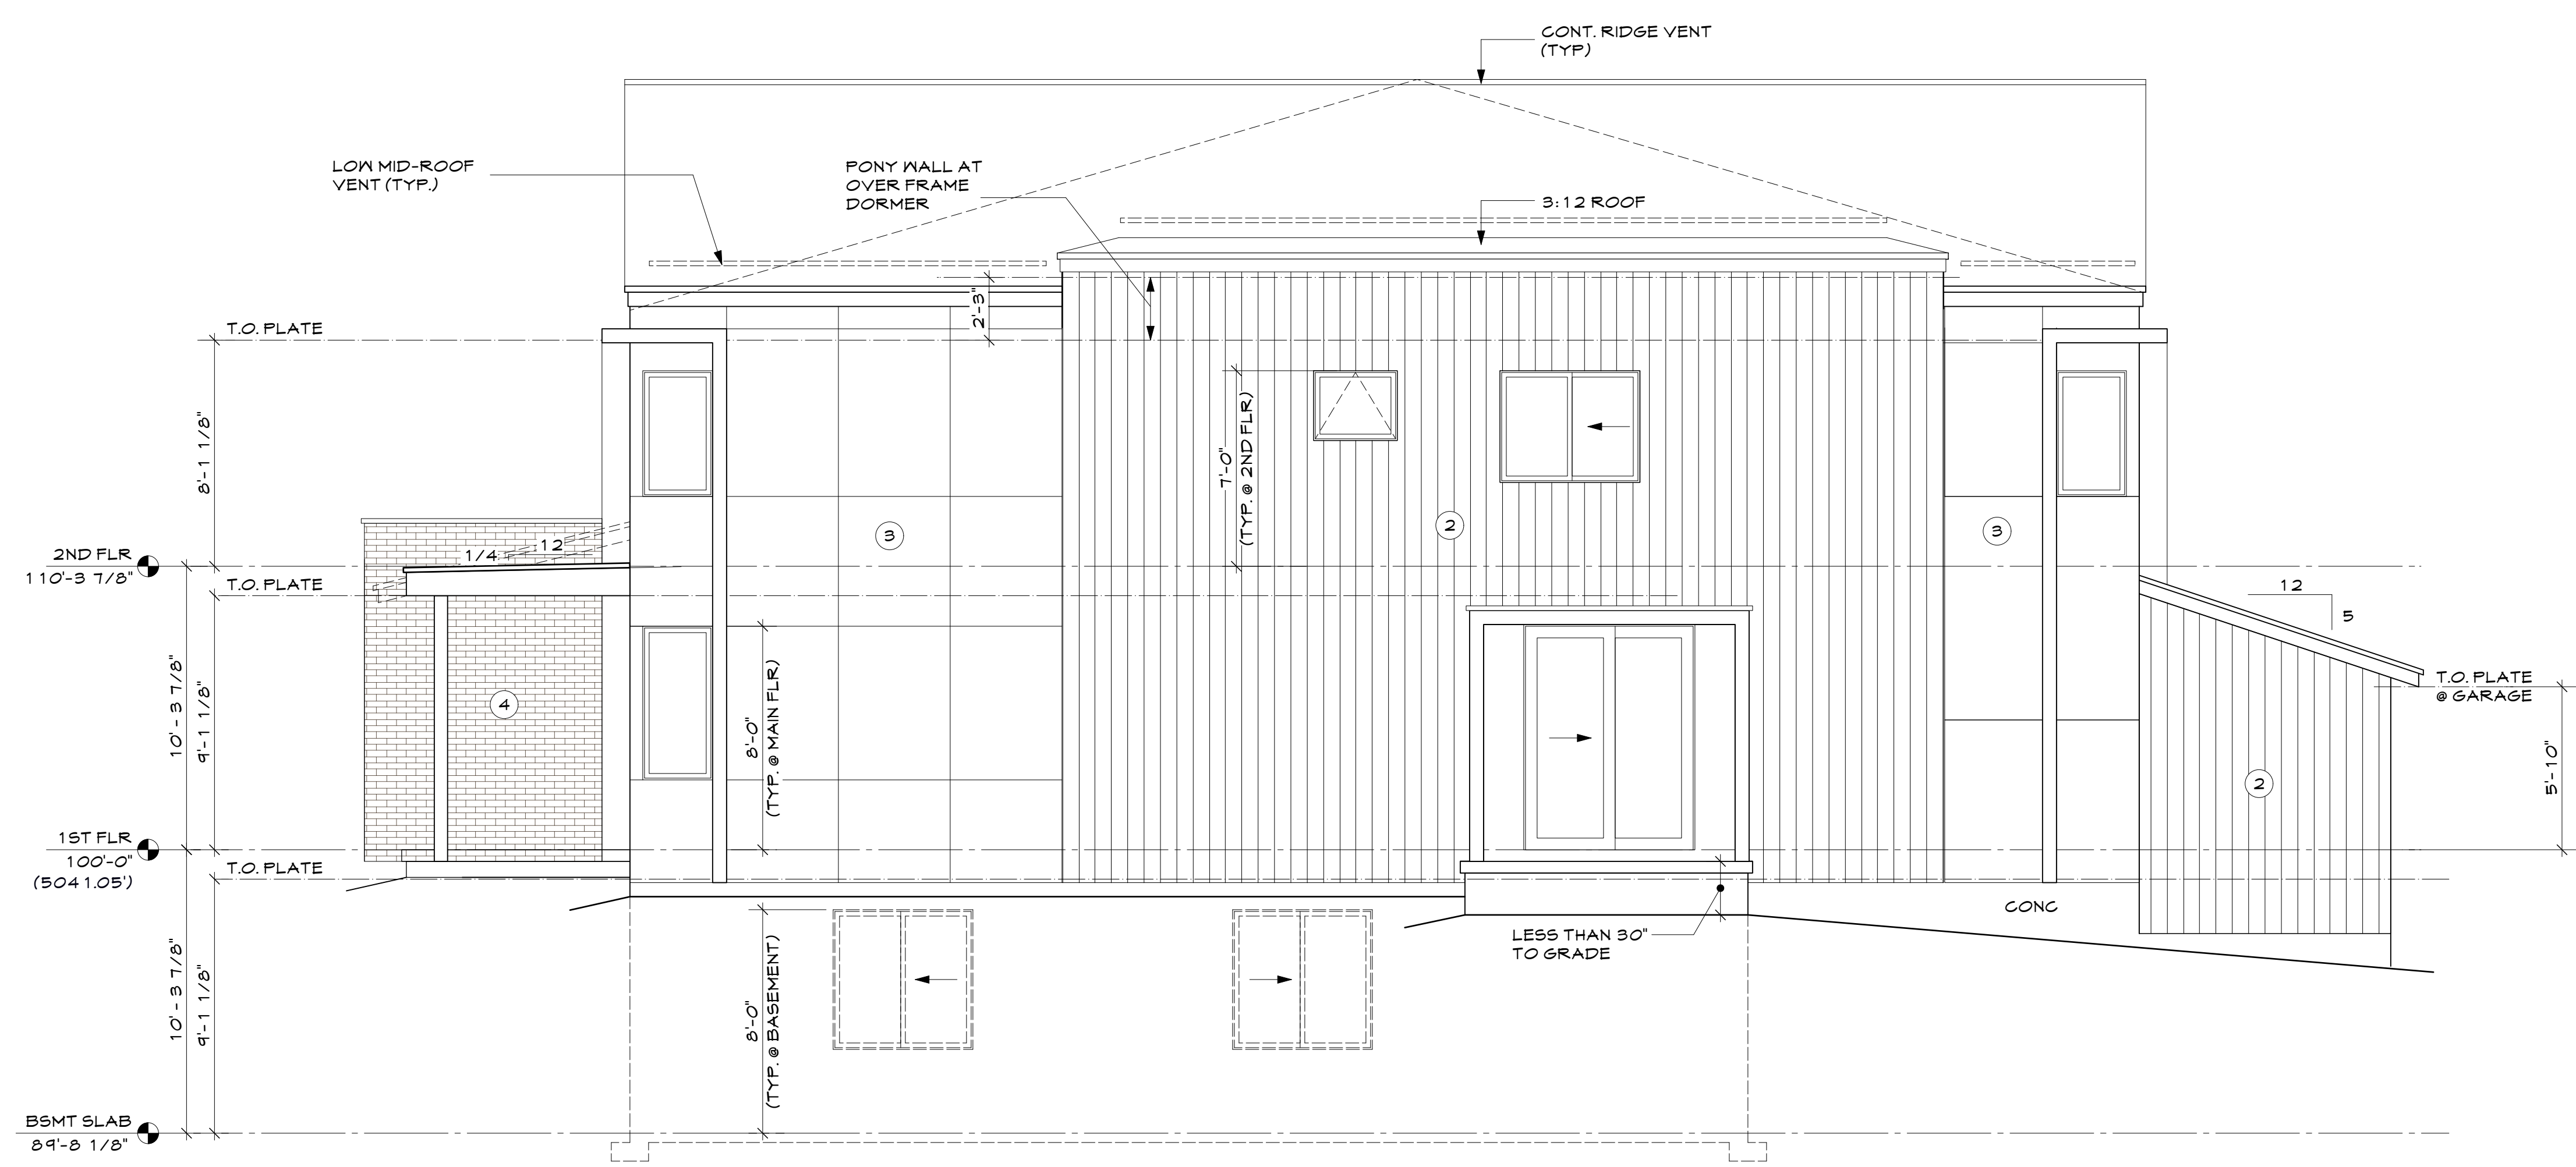 CONT. RIDGE VENT
(TYP)
LOW MID-ROOF
VENT (TYP.)
PONY WALL AT
OVER FRAME
DORMER
3:12 ROOF
2'-3"
T.O. PLATE
8'-1 1/8"
7'-0"
(TYP. @ 2ND FLR)
3
2
3
1/4
12
2ND FLR
110'-3 7/8"
T.O. PLATE
12
5
T.O. PLATE
@ GARAGE
10'-3 7/8"
9'-1 1/8"
4
8'-0"
(TYP. @ MAIN FLR)
5'-10"
2
1ST FLR
100'-0"
(5041.05')
T.O. PLATE
CONC
LESS THAN 30"
TO GRADE
10'-3 7/8"
9'-1 1/8"
8'-0"
(TYP. @ BASEMENT)
BSMT SLAB
89'-8 1/8"